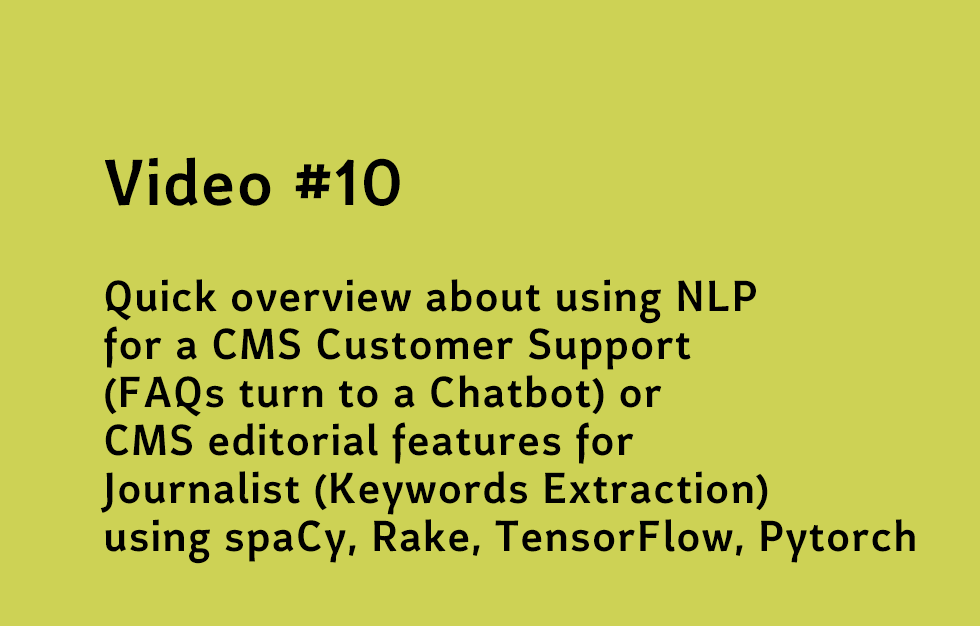 Video #10
Quick overview about using NLP
for a CMS Customer Support
(FAQs turn to a Chatbot) or
CMS editorial features for
Journalist (Keywords Extraction)
using spaCy, Rake, TensorFlow, Pytorch